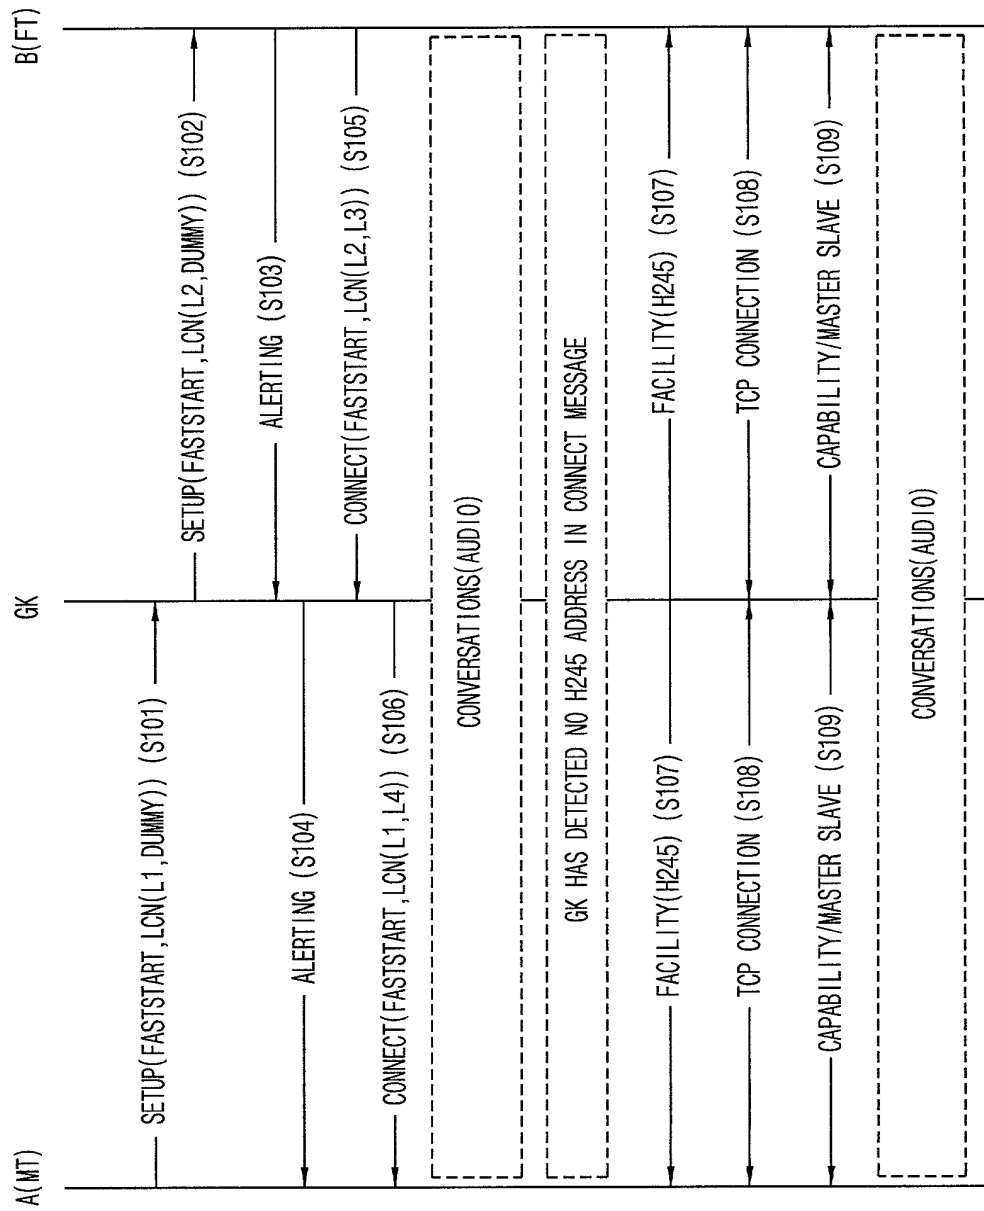 A(MT)
GK
B(FT)
SETUP(FASTSTART,LCN(L1,DUMMY)) (S101)
SETUP(FASTSTART,LCN(L2,DUMMY)) (S102)
ALERTING (S103)
ALERTING (S104)
CONNECT(FASTSTART,LCN(L2,L3)) (S105)
CONNECT(FASTSTART,LCN(L1,L4)) (S106)
CONVERSATIONS(AUDIO)
GK HAS DETECTED NO H245 ADDRESS IN CONNECT MESSAGE
FACILITY(H245) (S107)
FACILITY(H245) (S107)
TCP CONNECTION (S108)
TCP CONNECTION (S108)
CAPABILITY/MASTER SLAVE (S109)
CAPABILITY/MASTER SLAVE (S109)
CONVERSATIONS(AUDIO)